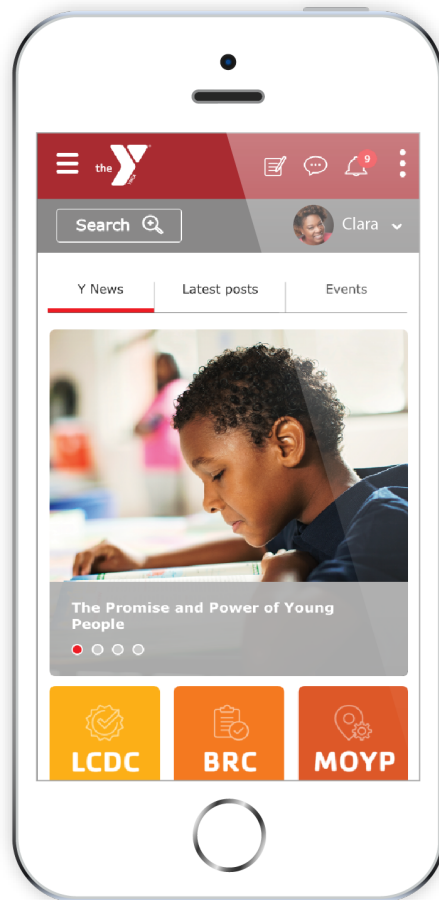 the
9
Search
Clara
Y News Latest posts Events
The Promise and Power of Young
People
LCDC BRC MOYP